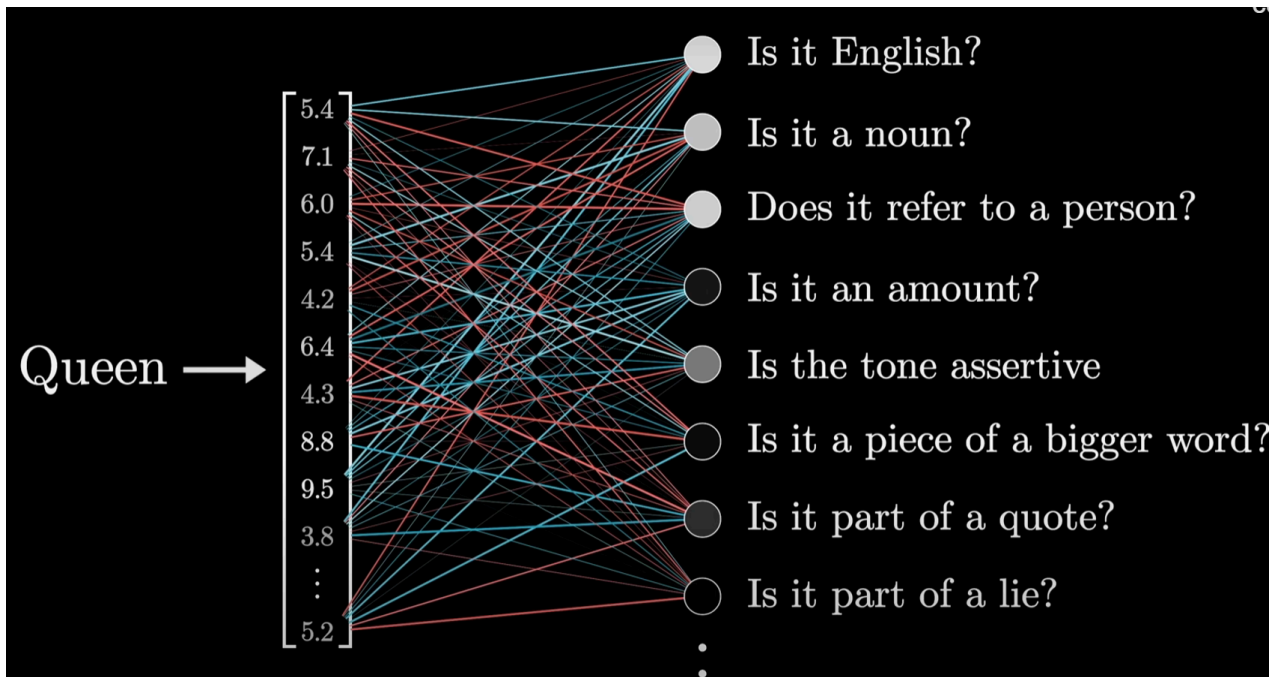 Is it English?
5.4
Is it a noun?
7.1
6.0
Does it refer to a person?
5.4
Is it an amount?
4.2
6.4
Queen
Is the tone assertive
4.3
8.8
Is it a piece of a bigger word?
9.5
Is it part of a quote?
3.8
⋮
Is it part of a lie?
5.2